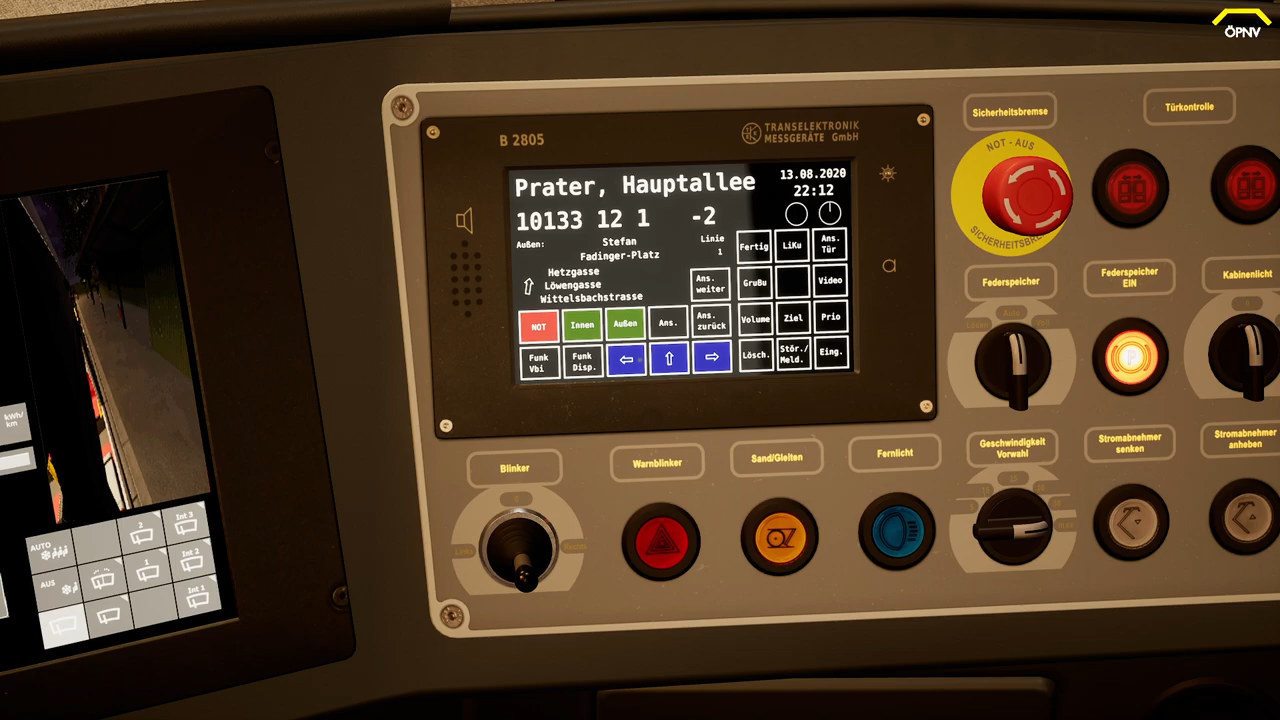 ÖPNV
B 2805
TRANSELEKTRONIK
MESSGERÄTE GmbH
Prater, Hauptallee
13.08.2020
22:12
10133 12 1 -2
Außen:
Stefan
Fadinger-Platz
Linie
1
Hetzgasse
Löwengasse
Wittelsbachstrasse
Fertig
LiKu
Ans.
Tür
Ans.
weiter
GruBu
Video
NOT
Innen
Außen
Ans.
Ans.
zurück
Volume
Ziel
Prio
Funk
Vbi
Funk
Disp.
Lösch.
Stör./
Meld.
Eing.
Sicherheitsbremse
Türkontrolle
NOT - AUS
Federspeicher
Federspeicher
EIN
Kabinenlicht
Blinker
Warnblinker
Sand/Gleiten
Fernlicht
Geschwindigkeit
Vorwahl
Stromabnehmer
senken
Stromabnehmer
anheben
kWh/
km
AUTO
2
Int 3
AUS
1
Int 2
Int 1